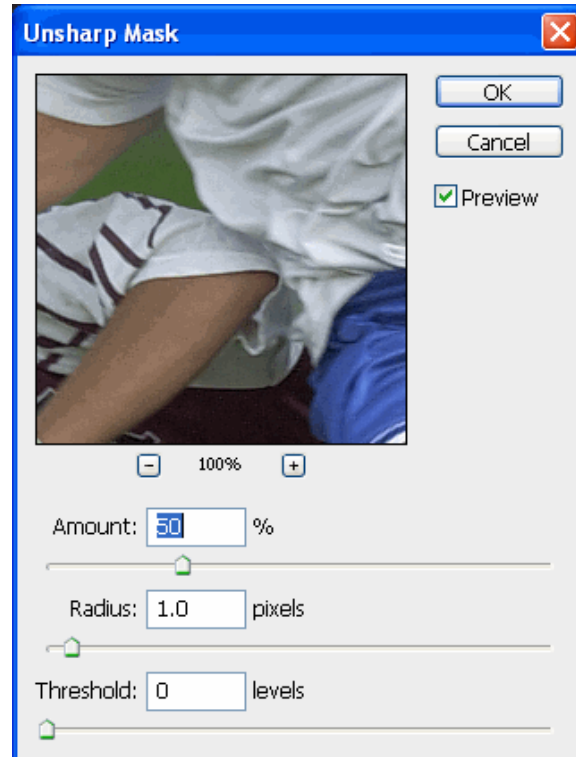 Unsharp Mask
OK
Cancel
Preview
100%
Amount: 50 %
Radius: 1.0 pixels
Threshold: 0 levels